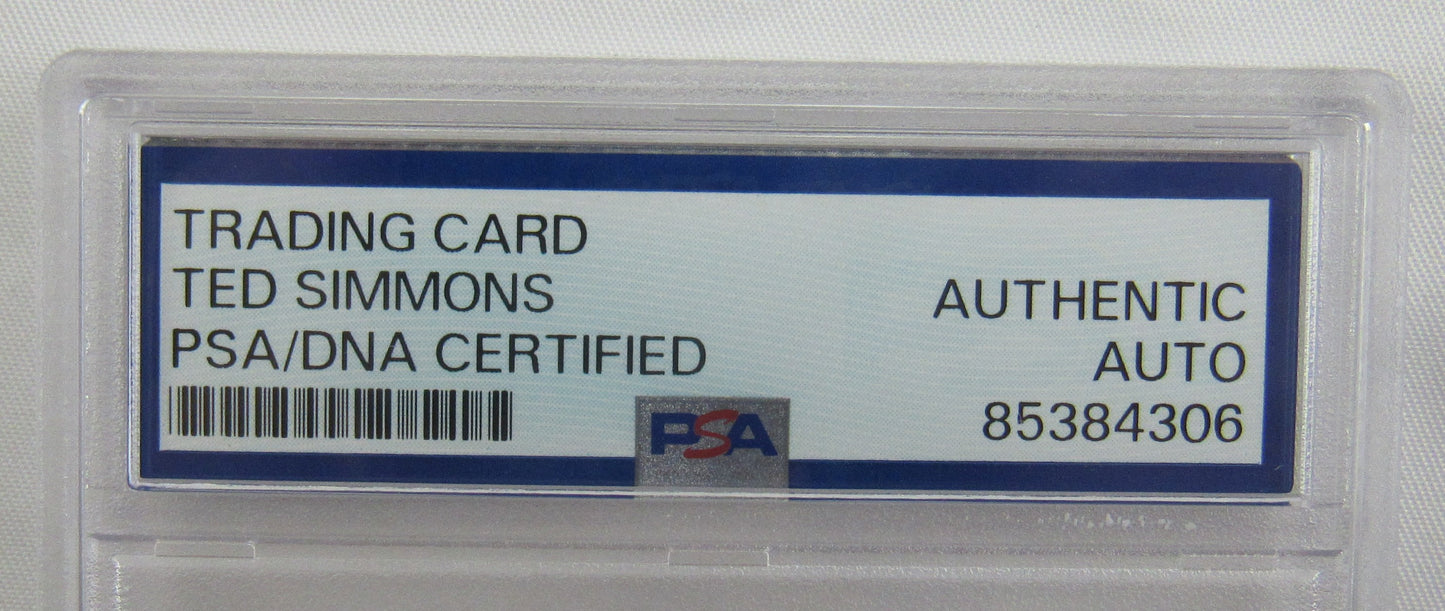 TRADING CARD
TED SIMMONS
PSA/DNA CERTIFIED
AUTHENTIC
AUTO
85384306
PSA